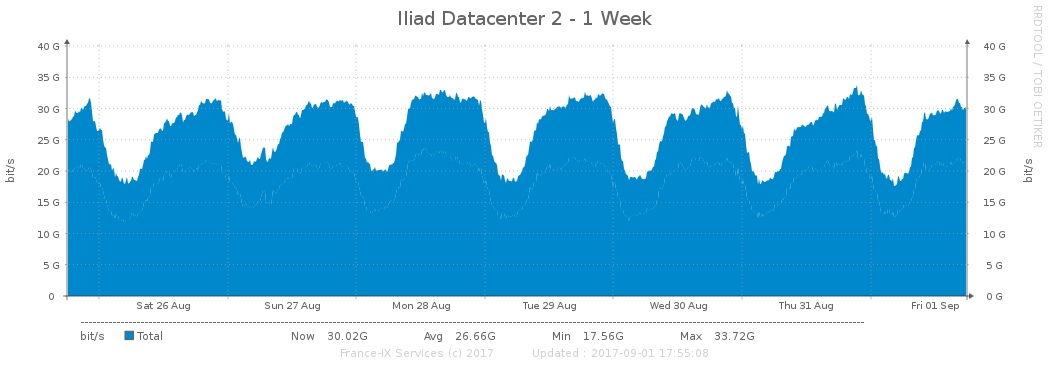 Iliad Datacenter 2 - 1 Week
RRDTOOL / TOBI OETIKER
40 G 40 G
35 G 35 G
30 G 30 G
25 G 25 G
20 G 20 G
15 G 15 G
10 G 10 G
5 G 5 G
0 0 G
bit/s bit/s
Sat 26 Aug Sun 27 Aug Mon 28 Aug Tue 29 Aug Wed 30 Aug Thu 31 Aug Fri 01 Sep
bit/s Total Now 30.02G Avg 26.66G Min 17.56G Max 33.72G
France-IX Services (c) 2017 Updated : 2017-09-01 17:55:08